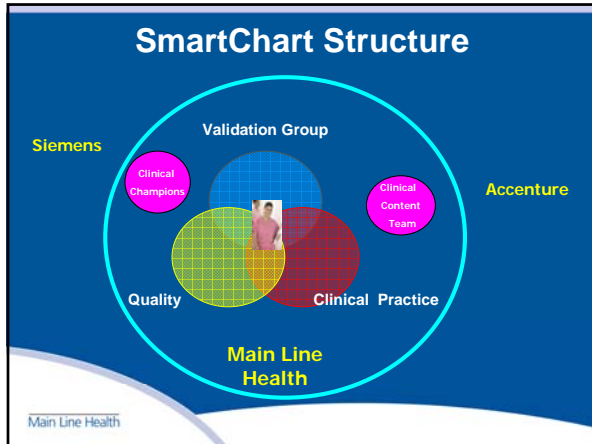 SmartChart Structure
Validation Group
Siemens
Clinical
Champions
Clinical
Content
Team
Accenture
Quality
Clinical Practice
Main Line
Health
Main Line Health